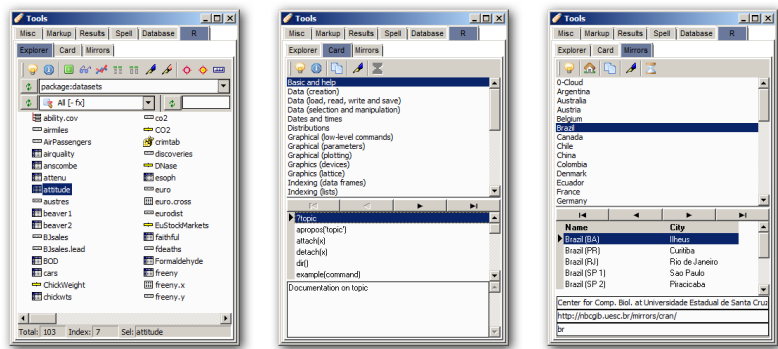 Tools
Misc Markup Results Spell Database R
Explorer Card Mirrors
package:datasets
All [- fx]
ability.cov co2
airmiles CO2
AirPassengers crimtab
airquality discoveries
anscombe DNase
attenu esoph
attitude euro
austres euro.cross
beaver1 eurodist
beaver2 EuStockMarkets
BJsales faithful
BJsales.lead fdeaths
BOD Formaldehyde
cars freeny
ChickWeight freeny.x
chickwts freeny.y
Total: 103 Index: 7 Sel: attitude
Tools
Misc Markup Results Spell Database R
Explorer Card Mirrors
Basic and help
Data (creation)
Data (load, read, write and save)
Data (selection and manipulation)
Dates and times
Distributions
Graphical (low-level commands)
Graphical (parameters)
Graphical (plotting)
Graphics (devices)
Graphics (lattice)
Indexing (data frames)
Indexing (lists)
?topic
apropos('topic')
attach(x)
detach(x)
dir()
example(command)
Documentation on topic
Tools
Misc Markup Results Spell Database R
Explorer Card Mirrors
0-Cloud
Argentina
Australia
Austria
Belgium
Brazil
Canada
Chile
China
Colombia
Denmark
Ecuador
France
Germany
Name City
Brazil (BA) Ilheus
Brazil (PR) Curitiba
Brazil (RJ) Rio de Janeiro
Brazil (SP 1) Sao Paulo
Brazil (SP 2) Piracicaba
Center for Comp. Biol. at Universidade Estadual de Santa Cruz
http://nbcgib.uesc.br/mirrors/cran/
br